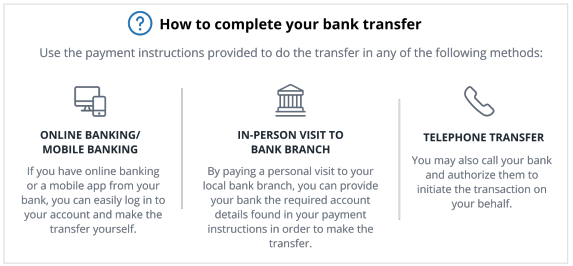 How to complete your bank transfer
Use the payment instructions provided to do the transfer in any of the following methods:
ONLINE BANKING/
MOBILE BANKING
If you have online banking
or a mobile app from your
bank, you can easily log in to
your account and make the
transfer yourself.
IN-PERSON VISIT TO
BANK BRANCH
By paying a personal visit to your
local bank branch, you can provide
your bank the required account
details found in your payment
instructions in order to make the
transfer.
TELEPHONE TRANSFER
You may also call your bank
and authorize them to
initiate the transaction on
your behalf.